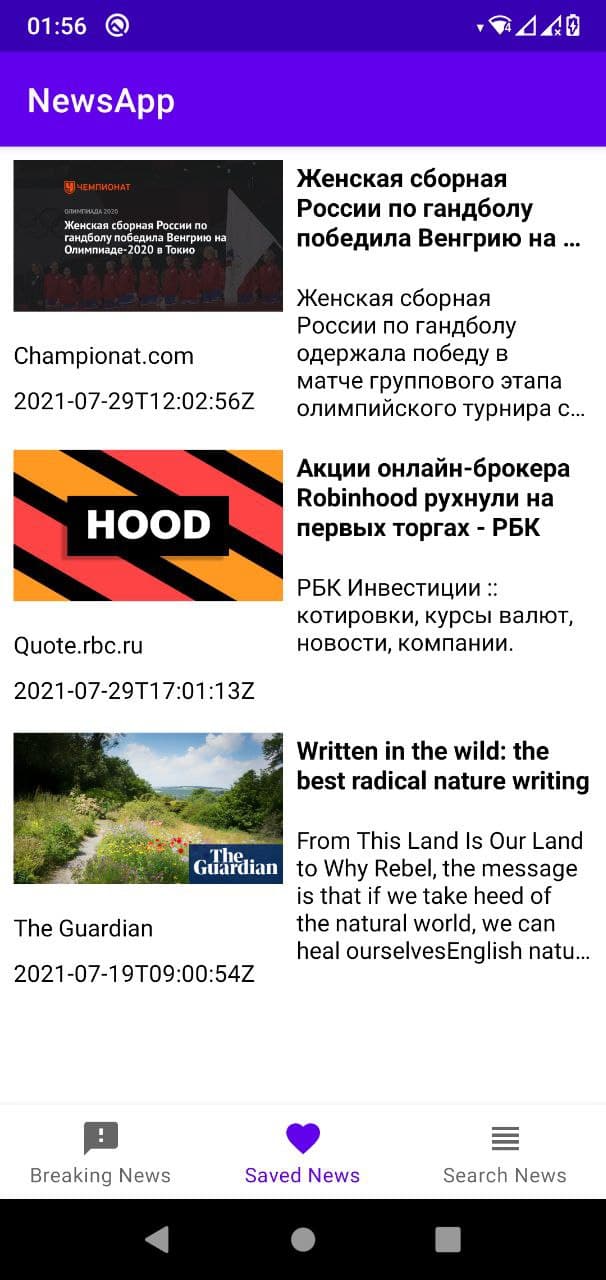 01:56
4
NewsApp
ЧЕМПИОНАТ
ОЛИМПИАДА 2020
Женская сборная России по
гандболу победила Венгрию на
Олимпиаде-2020 в Токио
Championat.com
2021-07-29T12:02:56Z
Женская сборная
России по гандболу
победила Венгрию на ...
Женская сборная
России по гандболу
одержала победу в
матче группового этапа
олимпийского турнира с...
HOOD
Quote.rbc.ru
2021-07-29T17:01:13Z
Акции онлайн-брокера
Robinhood рухнули на
первых торгах - РБК
РБК Инвестиции ::
котировки, курсы валют,
новости, компании.
The
Guardian
The Guardian
2021-07-19T09:00:54Z
Written in the wild: the
best radical nature writing
From This Land Is Our Land
to Why Rebel, the message
is that if we take heed of
the natural world, we can
heal ourselvesEnglish natu...
Breaking News
Saved News
Search News